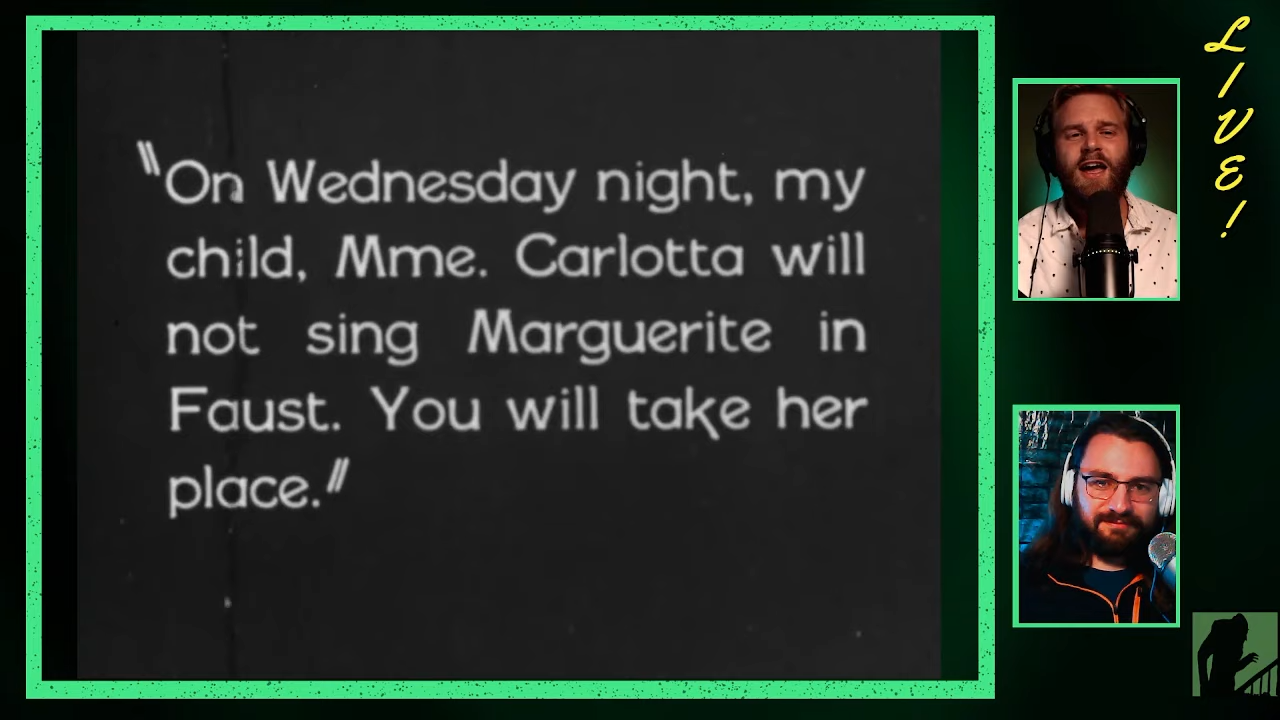 "On Wednesday night, my
child, Mme. Carlotta will
not sing Marguerite in
Faust. You will take her
place."
LIVE!